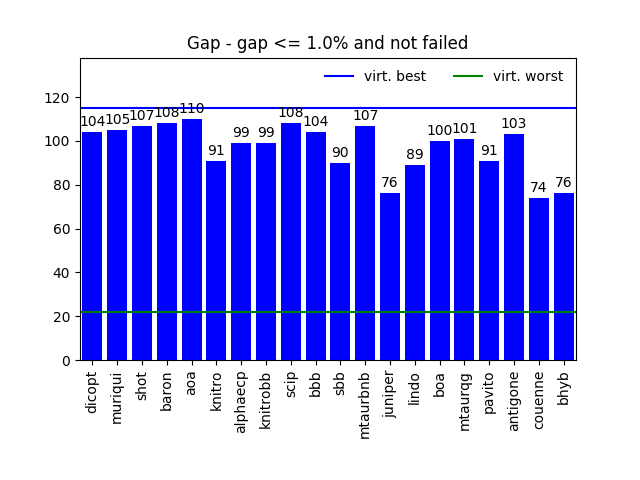 Gap - gap <= 1.0% and not failed
virt. best
virt. worst
120
100
80
60
40
20
0
104
105
107
108
110
91
99
99
108
104
90
107
76
89
100
101
91
103
74
76
dicopt
muriqui
shot
baron
aoa
knitro
alphaecp
knitrobb
scip
bbb
sbb
mtaurbnb
juniper
lindo
boa
mtaurqg
pavito
antigone
couenne
bhyb